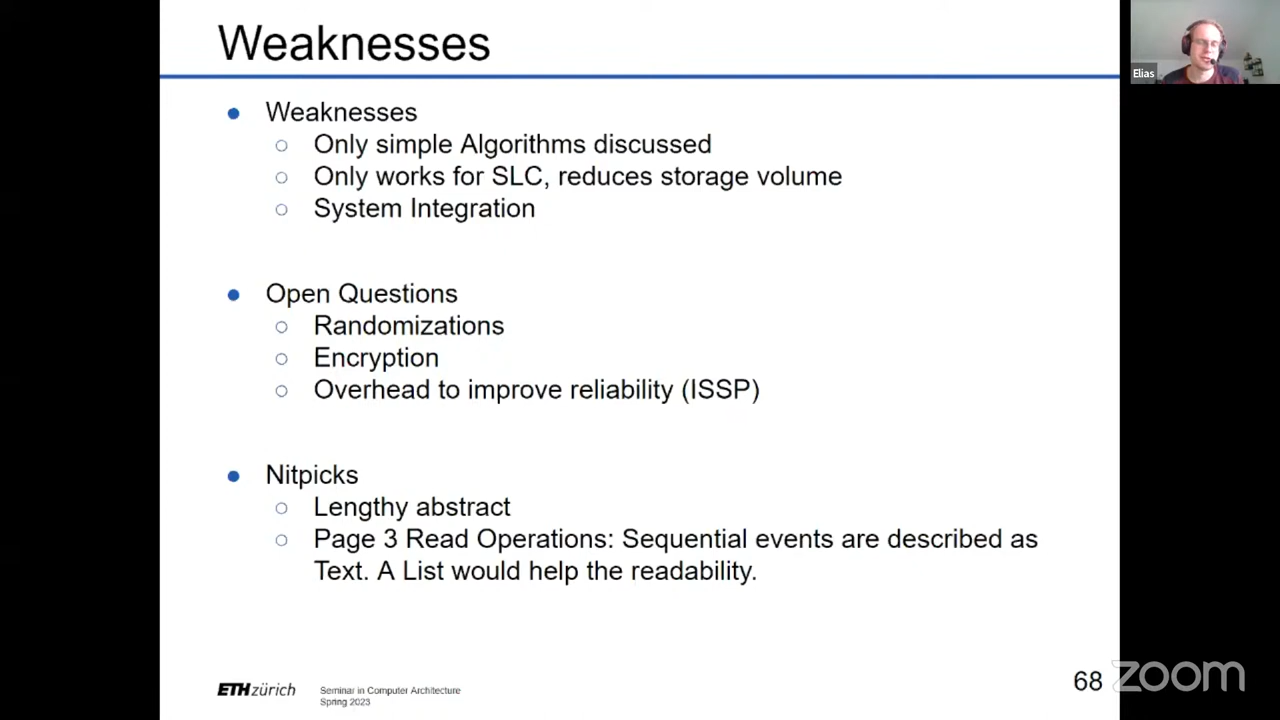 Weaknesses
Elias
Weaknesses
Only simple Algorithms discussed
Only works for SLC, reduces storage volume
System Integration
Open Questions
Randomizations
Encryption
Overhead to improve reliability (ISSP)
Nitpicks
Lengthy abstract
Page 3 Read Operations: Sequential events are described as
Text. A List would help the readability.
ETH zürich
Seminar in Computer Architecture
Spring 2023
68
zoom